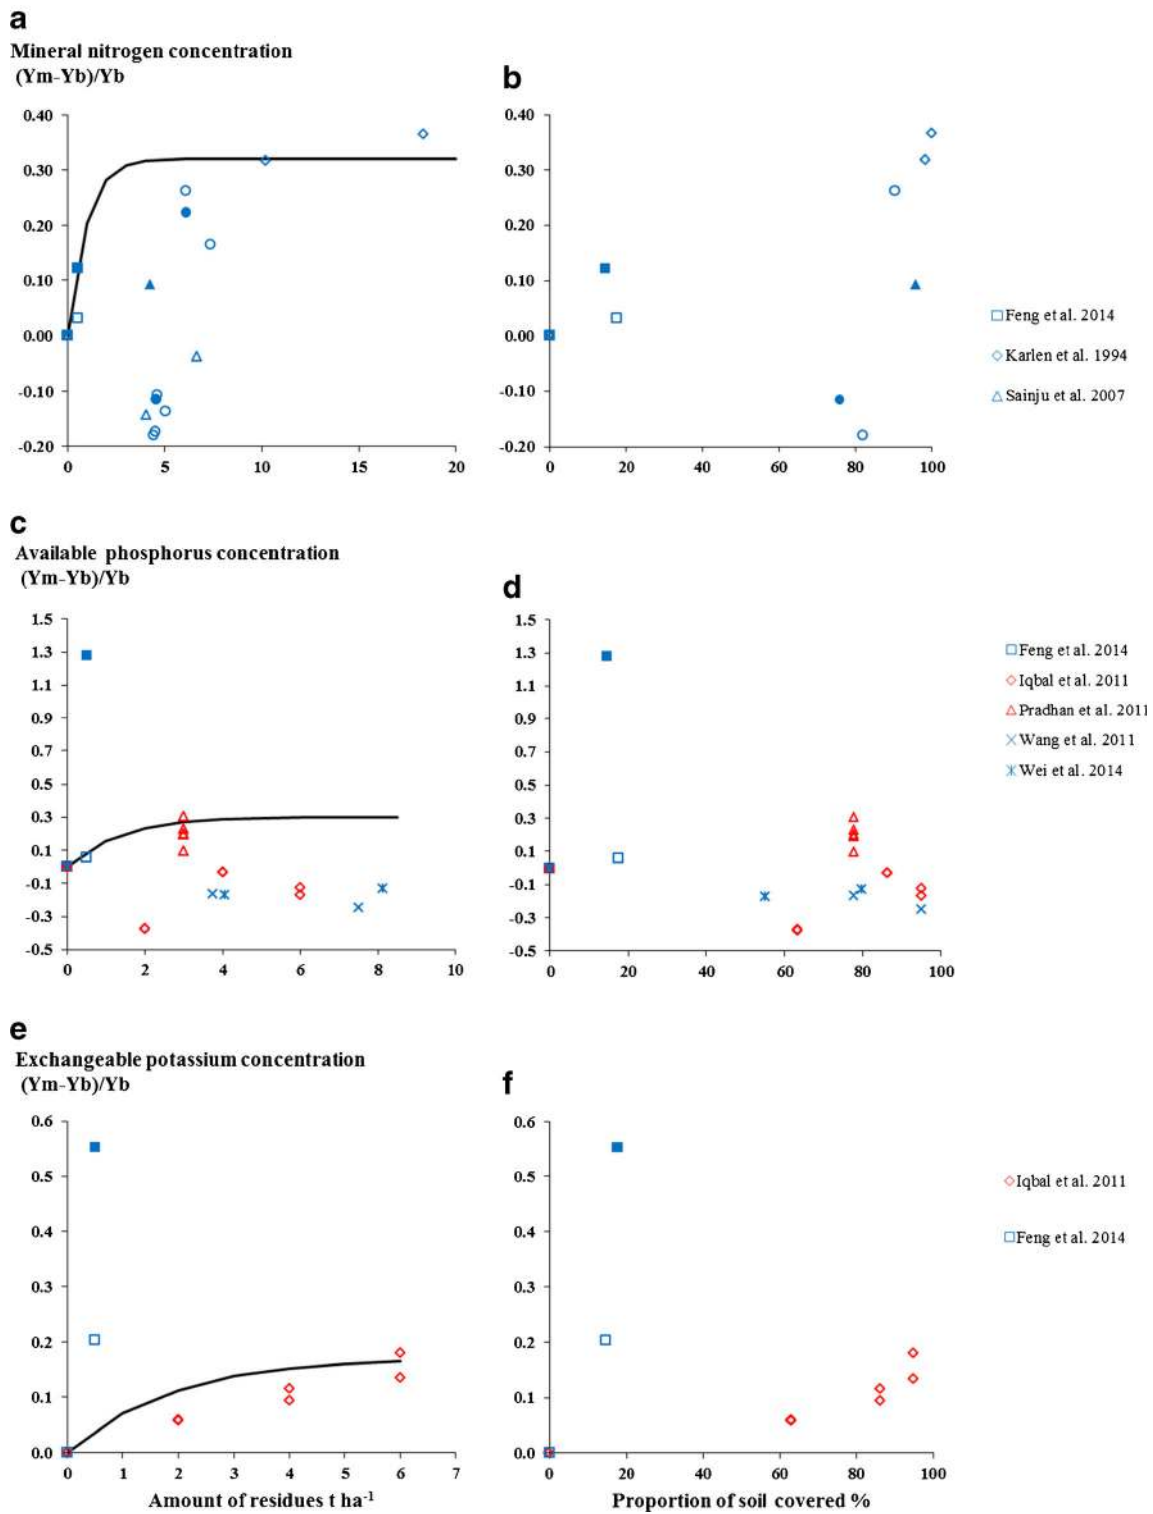 a
Mineral nitrogen concentration
(Ym-Yb)/Yb
b
0.40
0.30
0.20
0.10
0.00
-0.10
-0.20
0 5 10 15 20
0.40
0.30
0.20
0.10
0.00
-0.10
-0.20
0 20 40 60 80 100
Feng et al. 2014
Karlen et al. 1994
Sainju et al. 2007
c
Available phosphorus concentration
(Ym-Yb)/Yb
d
1.5
1.3
1.1
0.9
0.7
0.5
0.3
0.1
-0.1
-0.3
-0.5
0 2 4 6 8 10
1.5
1.3
1.1
0.9
0.7
0.5
0.3
0.1
-0.1
-0.3
-0.5
0 20 40 60 80 100
Feng et al. 2014
Iqbal et al. 2011
Pradhan et al. 2011
Wang et al. 2011
Wei et al. 2014
e
Exchangeable potassium concentration
(Ym-Yb)/Yb
f
0.6
0.5
0.4
0.3
0.2
0.1
0.0
0 1 2 3 4 5 6 7
Amount of residues t ha⁻¹
0.6
0.5
0.4
0.3
0.2
0.1
0.0
0 20 40 60 80 100
Proportion of soil covered %
Iqbal et al. 2011
Feng et al. 2014